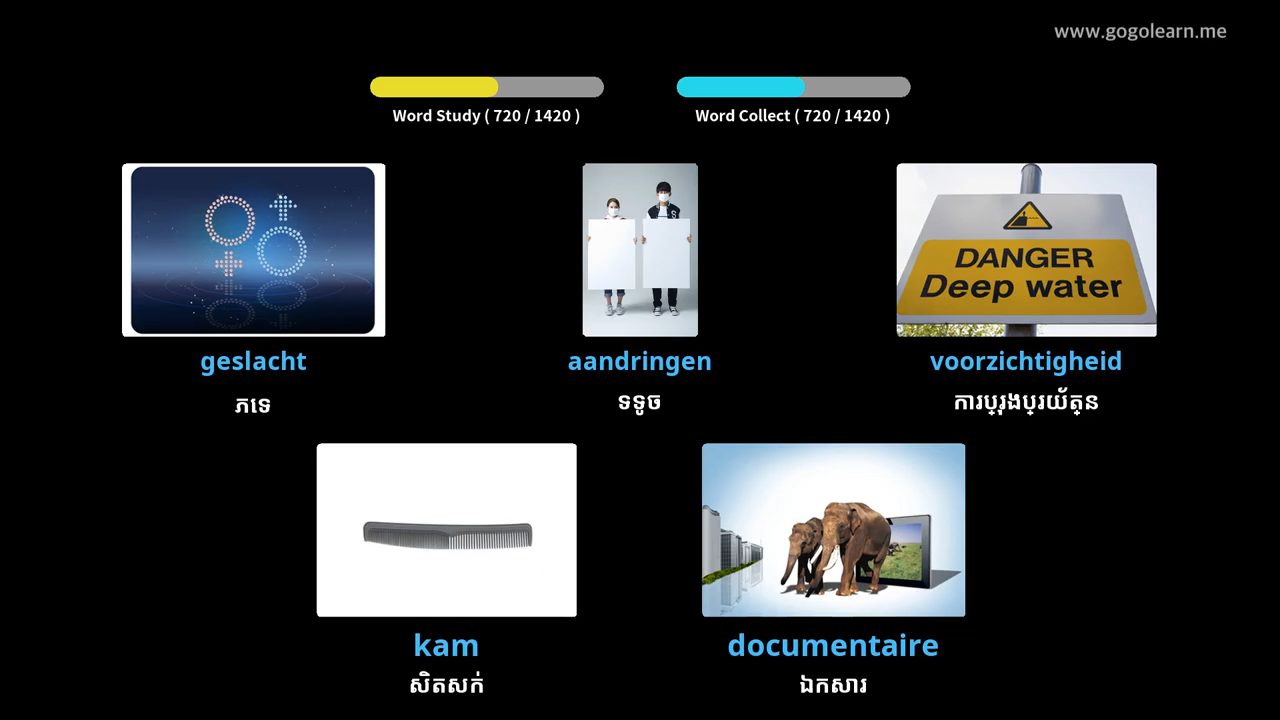 www.gogolearn.me
Word Study ( 720 / 1420 )
Word Collect ( 720 / 1420 )
DANGER
Deep water
geslacht
aandringen
voorzichtigheid
ភេទ
ទទូច
ការប្រុងប្រយ័ត្ន
kam
documentaire
សិតសក់
ឯកសារ